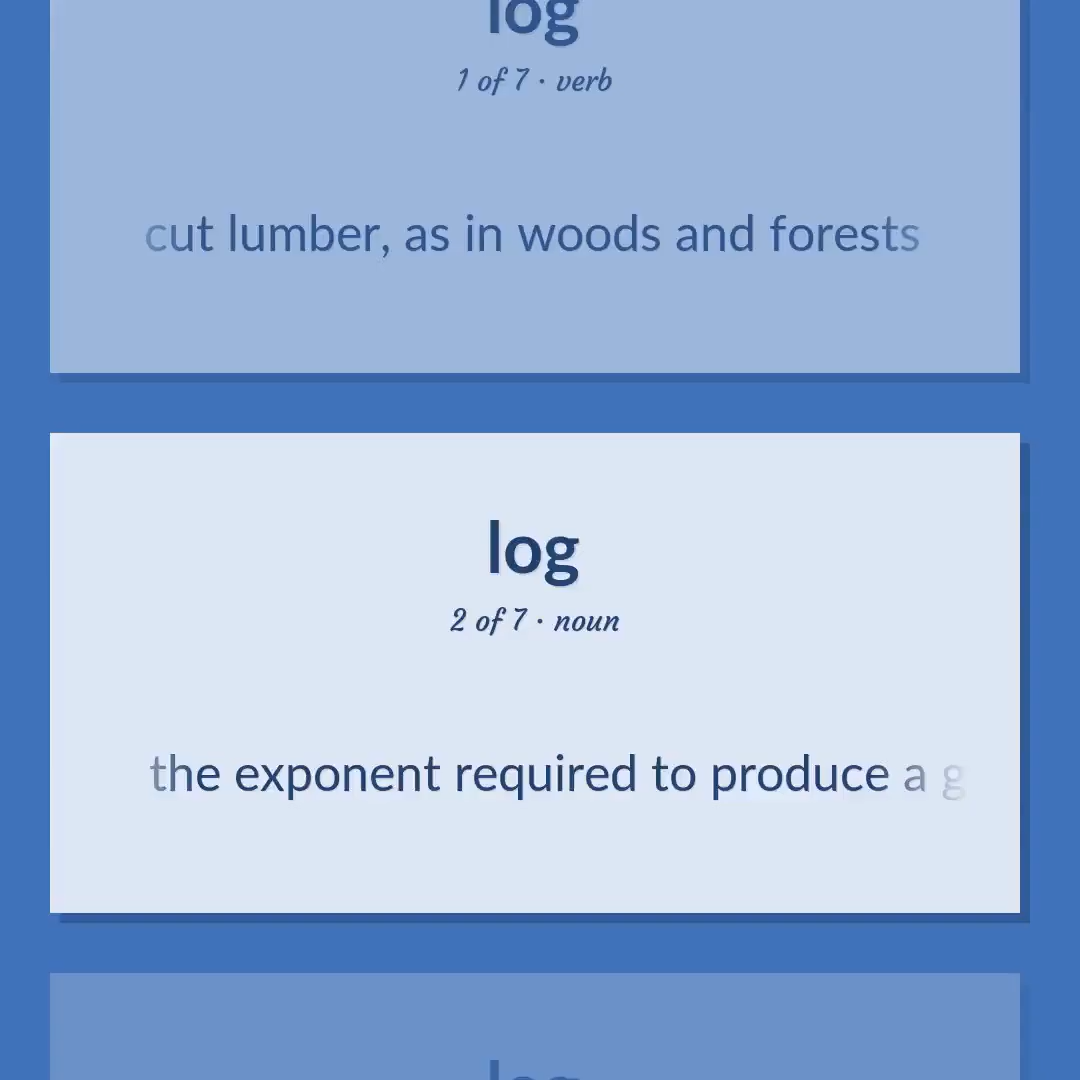 log
1 of 7 · verb
cut lumber, as in woods and forests
log
2 of 7 · noun
the exponent required to produce a g
log